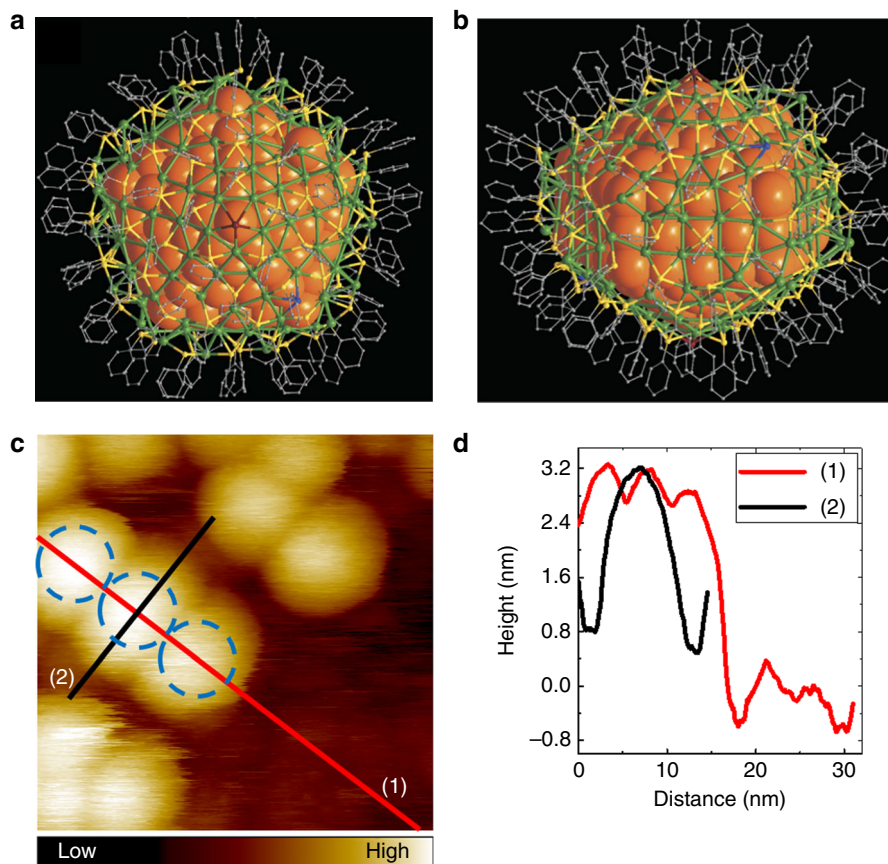 a
b
c
(2)
(1)
Low
High
d
Height (nm)
3.2
2.4
1.6
0.8
0.0
–0.8
(1)
(2)
0
10
20
30
Distance (nm)